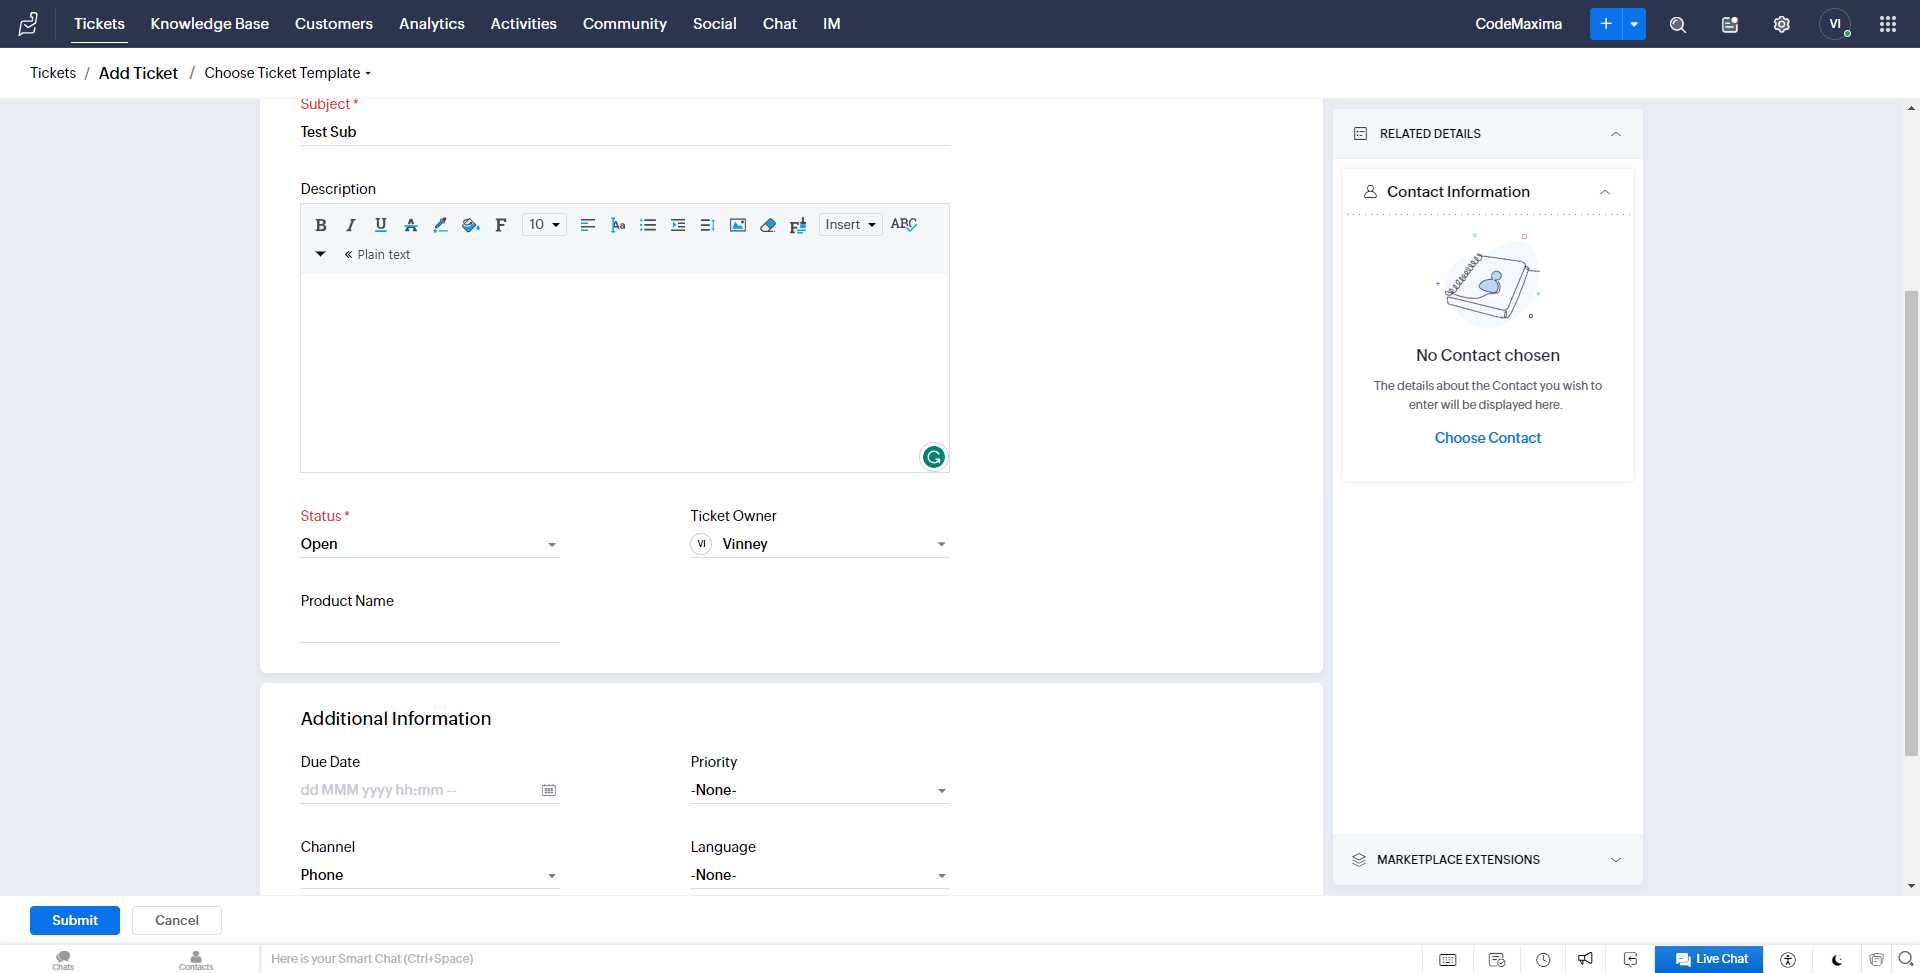 Tickets Knowledge Base Customers Analytics Activities Community Social Chat IM CodeMaxima VI
Tickets / Add Ticket / Choose Ticket Template
Subject *
Test Sub
Description
B I U A F 10 Aa F Insert ABC
« Plain text
Status *
Open
Ticket Owner
VI Vinney
Product Name
Additional Information
Due Date
dd MMM yyyy hh:mm --
Priority
-None-
Channel
Phone
Language
-None-
RELATED DETAILS
Contact Information
No Contact chosen
The details about the Contact you wish to
enter will be displayed here.
Choose Contact
MARKETPLACE EXTENSIONS
Submit Cancel
Chats Contacts Here is your Smart Chat (Ctrl+Space) Live Chat